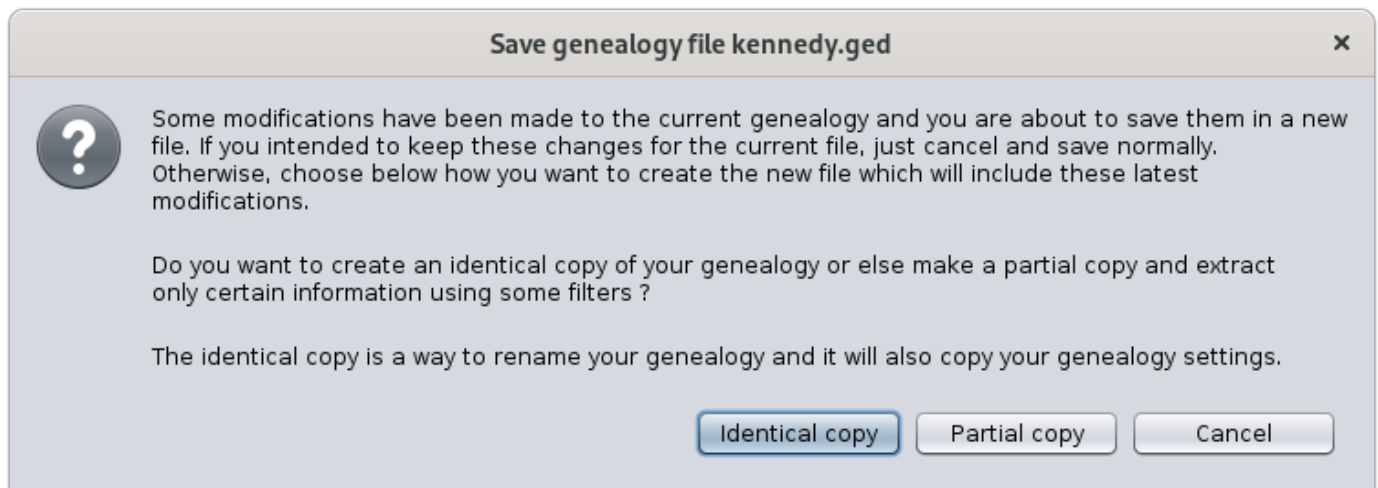 Save genealogy file kennedy.ged
Some modifications have been made to the current genealogy and you are about to save them in a new
file. If you intended to keep these changes for the current file, just cancel and save normally.
Otherwise, choose below how you want to create the new file which will include these latest
modifications.
Do you want to create an identical copy of your genealogy or else make a partial copy and extract
only certain information using some filters ?
The identical copy is a way to rename your genealogy and it will also copy your genealogy settings.
Identical copy
Partial copy
Cancel